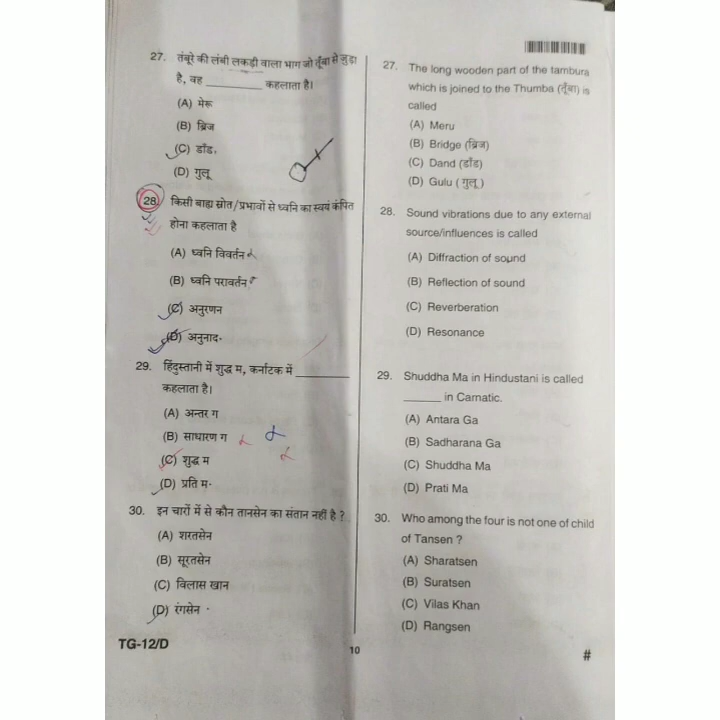 27. तंबूरे की लंबी लकड़ी वाला भाग जो तूँबा से जुड़ा
है, वह ________ कहलाता है।
(A) मेरू
(B) ब्रिज
(C) डाँड
(D) गुलू
28. किसी बाह्य स्रोत/प्रभावों से ध्वनि का स्वयं कंपित
होना कहलाता है
(A) ध्वनि विवर्तन
(B) ध्वनि परावर्तन
(C) अनुरणन
(D) अनुनाद
29. हिंदुस्तानी में शुद्ध म, कर्नाटक में ________
कहलाता है।
(A) अन्तर ग
(B) साधारण ग
(C) शुद्ध म
(D) प्रति म
30. इन चारों में से कौन तानसेन का संतान नहीं है ?
(A) शरतसेन
(B) सूरतसेन
(C) विलास खान
(D) रंगसेन
TG-12/D
27. The long wooden part of the tambura
which is joined to the Thumba (तूँबा) is
called
(A) Meru
(B) Bridge (ब्रिज)
(C) Dand (डाँड)
(D) Gulu ( गुलू )
28. Sound vibrations due to any external
source/influences is called
(A) Diffraction of sound
(B) Reflection of sound
(C) Reverberation
(D) Resonance
29. Shuddha Ma in Hindustani is called
______ in Carnatic.
(A) Antara Ga
(B) Sadharana Ga
(C) Shuddha Ma
(D) Prati Ma
30. Who among the four is not one of child
of Tansen ?
(A) Sharatsen
(B) Suratsen
(C) Vilas Khan
(D) Rangsen
10
#